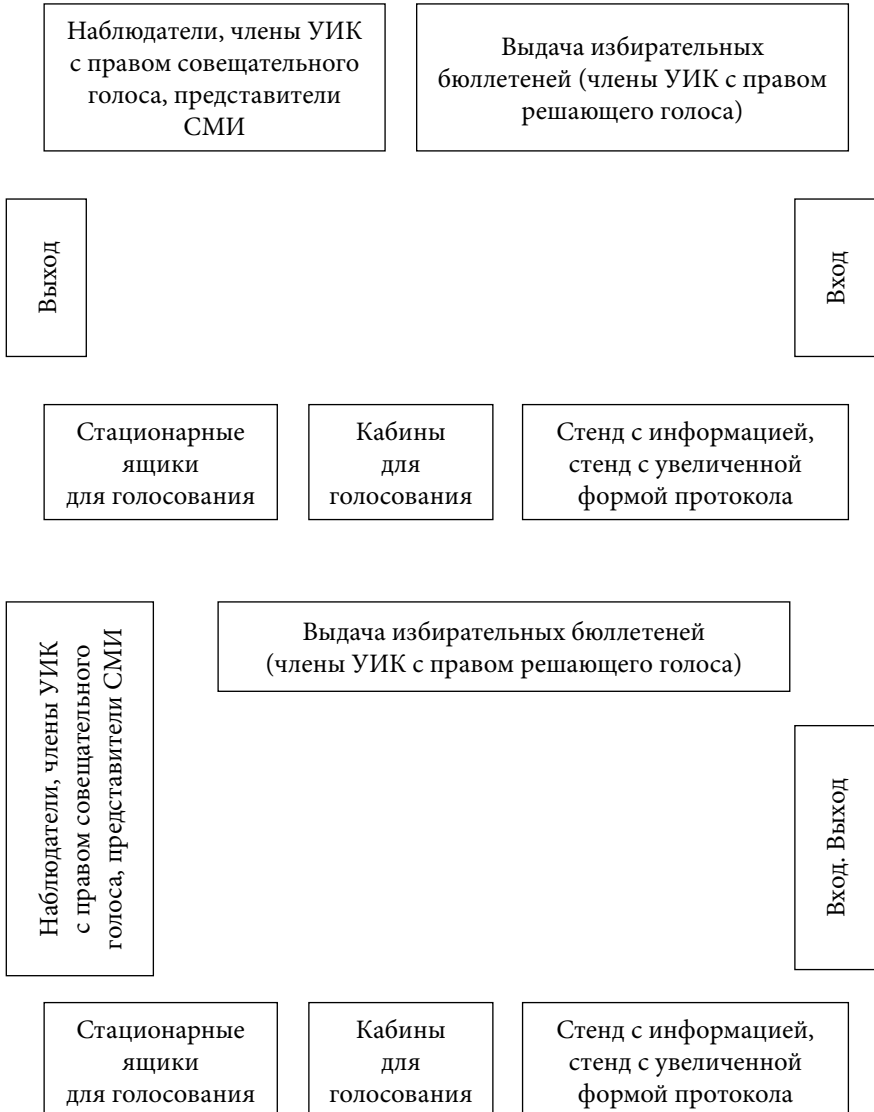 Наблюдатели, члены УИК
с правом совещательного
голоса, представители
СМИ
Выдача избирательных
бюллетеней (члены УИК с правом
решающего голоса)
Выход
Вход
Стационарные
ящики
для голосования
Кабины
для
голосования
Стенд с информацией,
стенд с увеличенной
формой протокола
Наблюдатели, члены УИК
с правом совещательного
голоса, представители СМИ
Выдача избирательных бюллетеней
(члены УИК с правом решающего голоса)
Вход. Выход
Стационарные
ящики
для голосования
Кабины
для
голосования
Стенд с информацией,
стенд с увеличенной
формой протокола